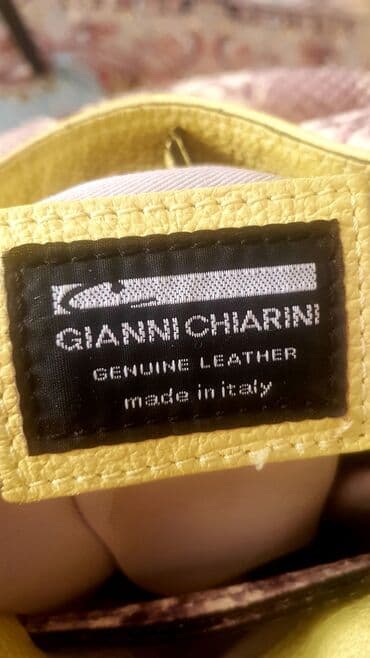 GIANNI CHIARINI
GENUINE LEATHER
made in italy